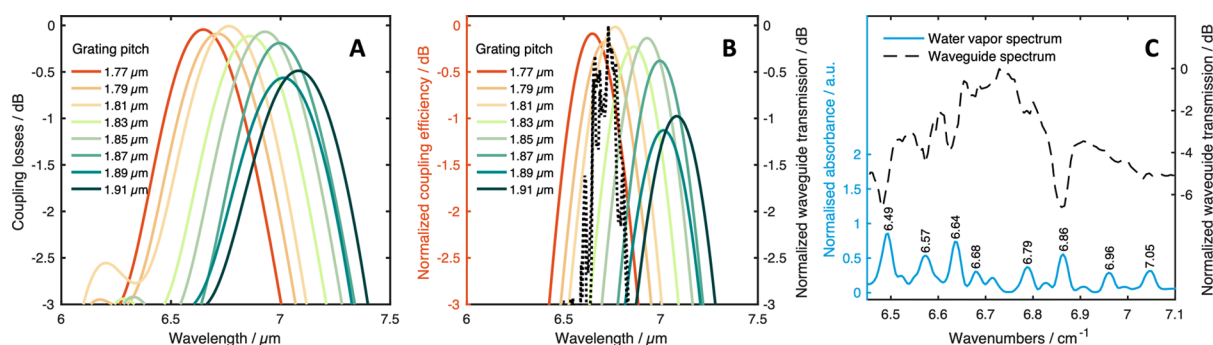 A
Grating pitch
1.77 µm
1.79 µm
1.81 µm
1.83 µm
1.85 µm
1.87 µm
1.89 µm
1.91 µm
0
-0.5
-1
-1.5
-2
-2.5
-3
6
6.5
7
7.5
Coupling losses / dB
Wavelength / µm
B
Grating pitch
1.77 µm
1.79 µm
1.81 µm
1.83 µm
1.85 µm
1.87 µm
1.89 µm
1.91 µm
0
-0.5
-1
-1.5
-2
-2.5
-3
0
-0.5
-1
-1.5
-2
-2.5
-3
6
6.5
7
7.5
Normalized coupling efficiency / dB
Normalized waveguide transmission / dB
Wavelength / µm
C
Water vapor spectrum
Waveguide spectrum
2
1.5
1
0.5
0
0
-2
-4
-6
6.49
6.57
6.64
6.68
6.79
6.86
6.96
7.05
6.5
6.6
6.7
6.8
6.9
7
7.1
Normalised absorbance / a.u.
Normalized waveguide transmission / dB
Wavenumbers / cm⁻¹